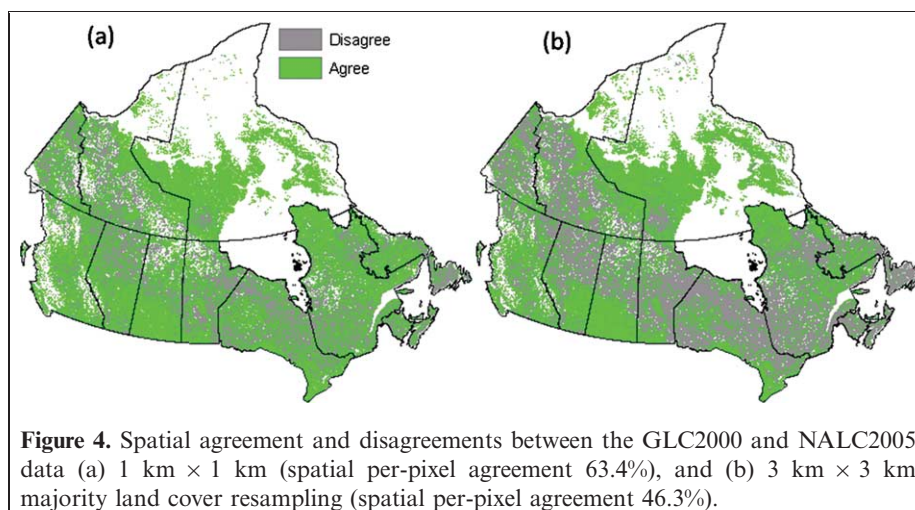 (a)
Disagree
Agree
(b)
Figure 4. Spatial agreement and disagreements between the GLC2000 and NALC2005
data (a) 1 km × 1 km (spatial per-pixel agreement 63.4%), and (b) 3 km × 3 km
majority land cover resampling (spatial per-pixel agreement 46.3%).